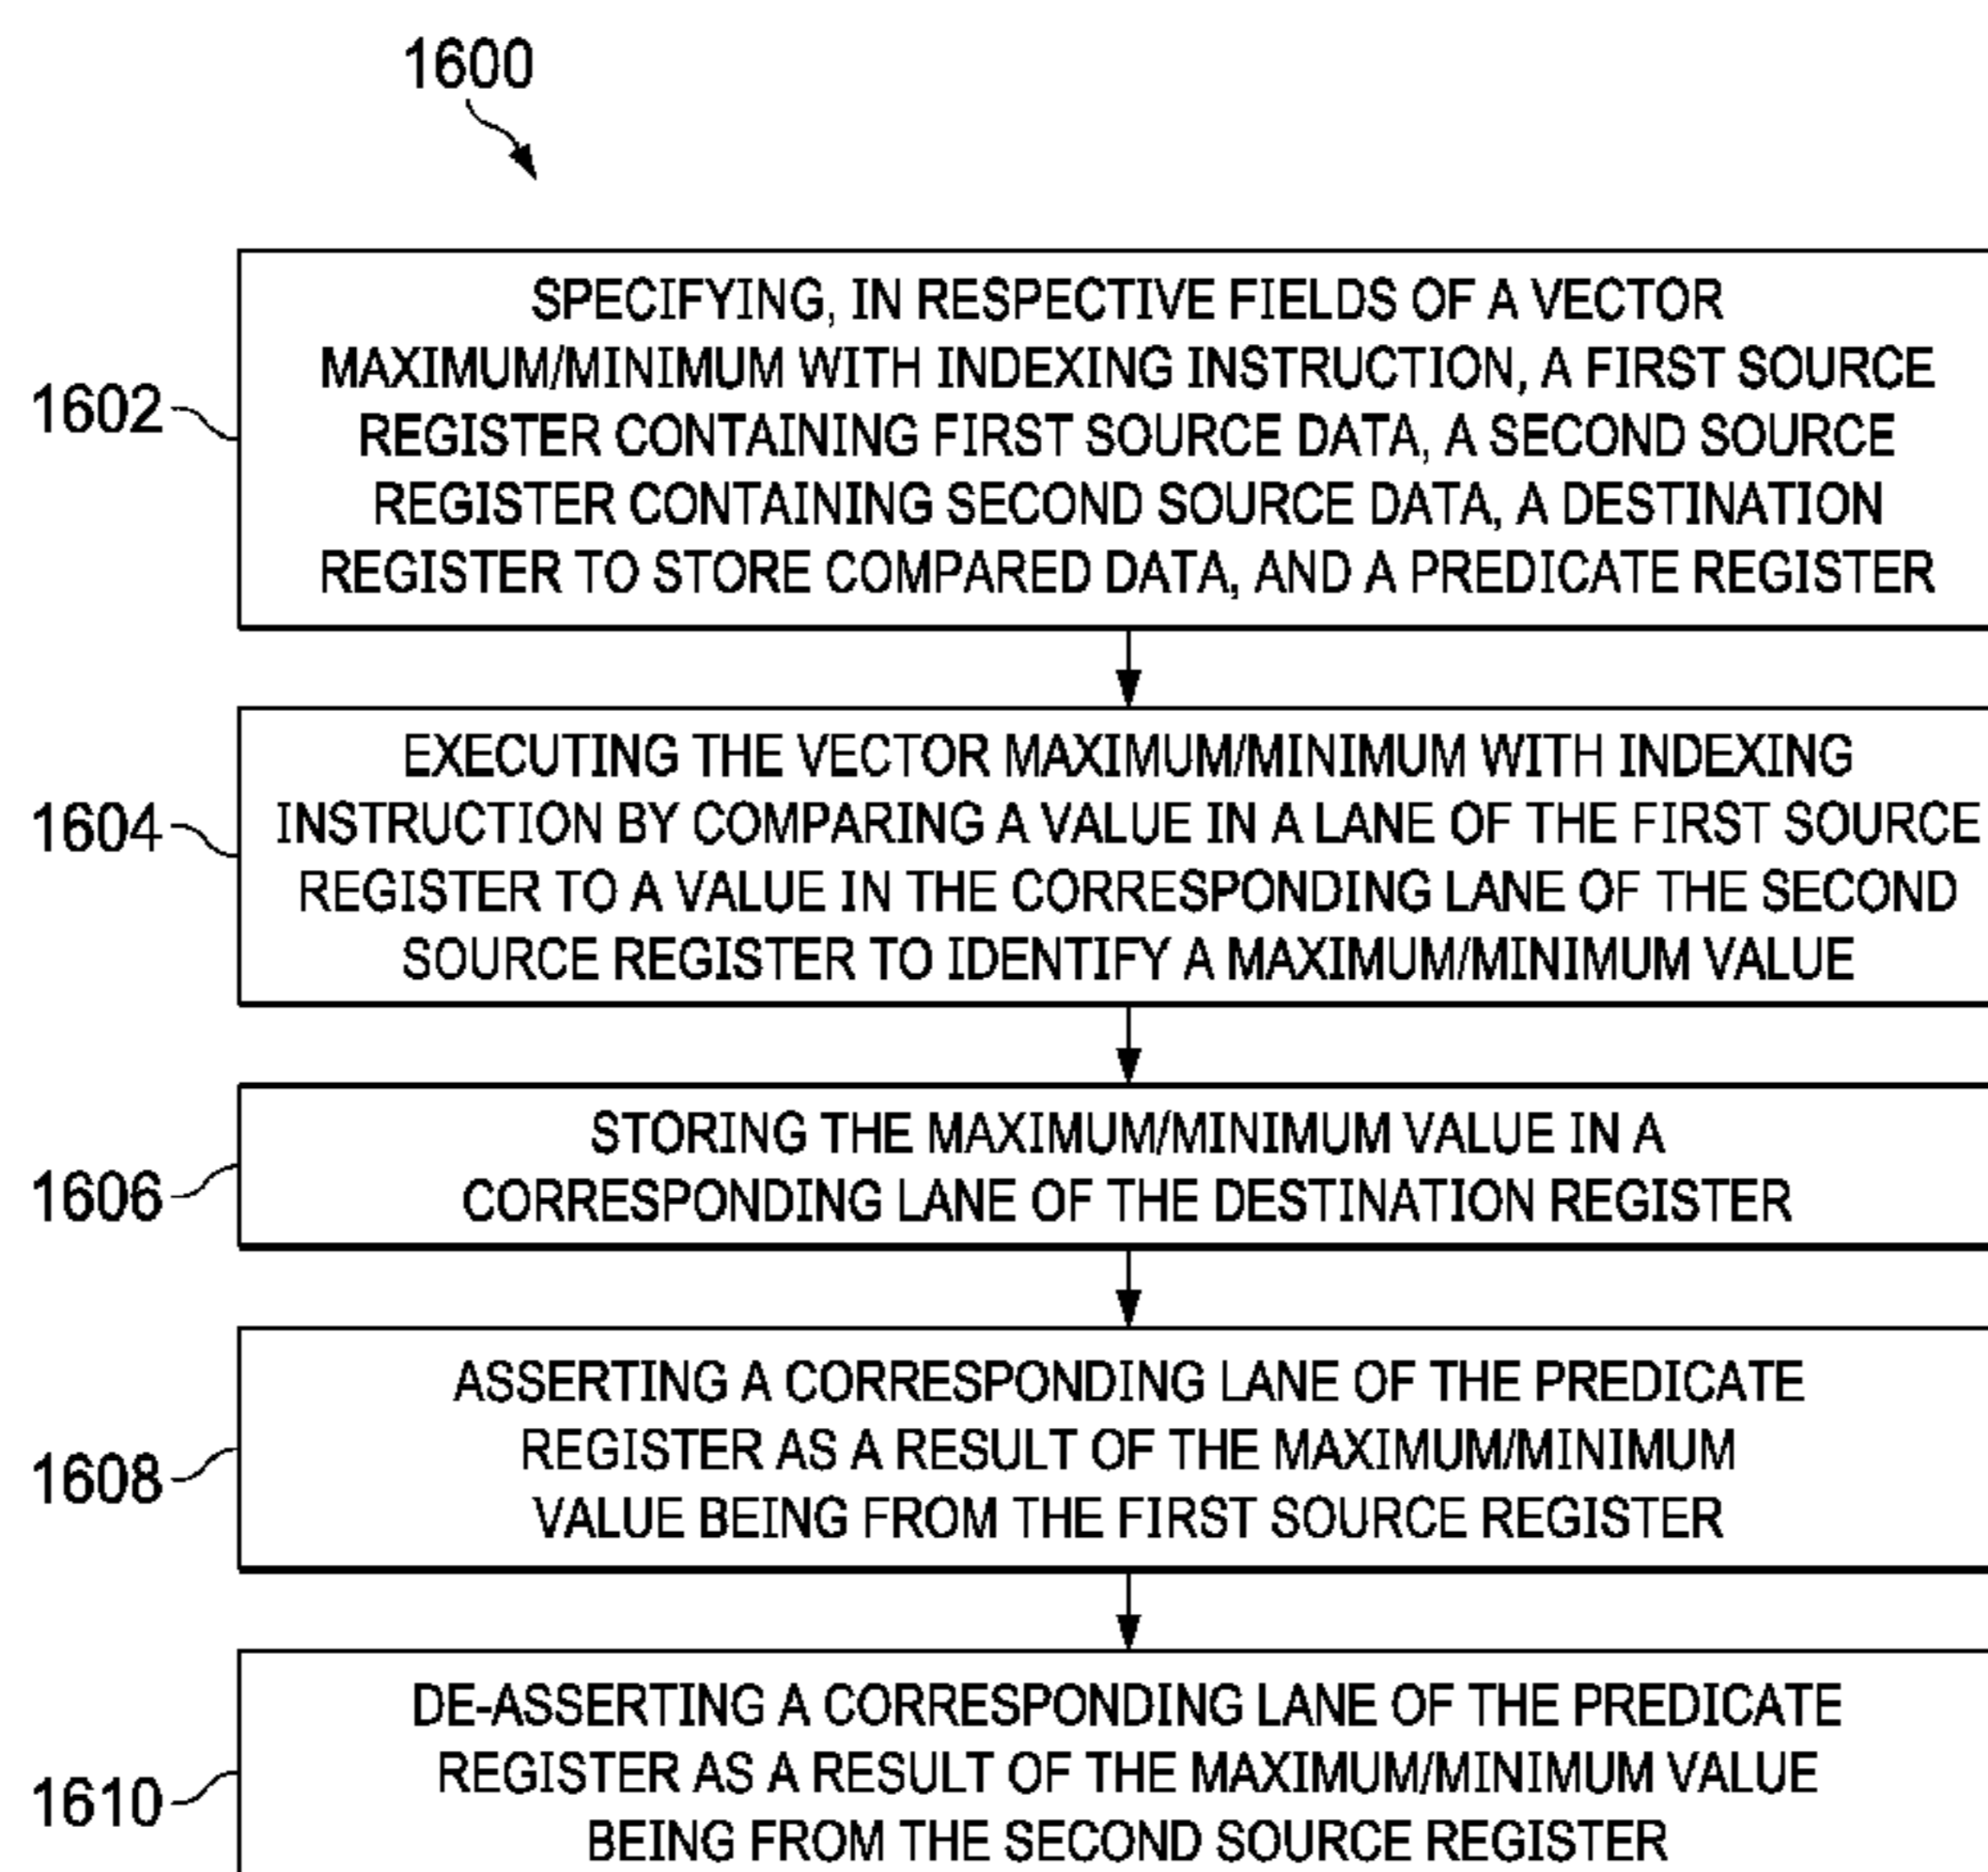 1600
1602
SPECIFYING, IN RESPECTIVE FIELDS OF A VECTOR
MAXIMUM/MINIMUM WITH INDEXING INSTRUCTION, A FIRST SOURCE
REGISTER CONTAINING FIRST SOURCE DATA, A SECOND SOURCE
REGISTER CONTAINING SECOND SOURCE DATA, A DESTINATION
REGISTER TO STORE COMPARED DATA, AND A PREDICATE REGISTER
1604
EXECUTING THE VECTOR MAXIMUM/MINIMUM WITH INDEXING
INSTRUCTION BY COMPARING A VALUE IN A LANE OF THE FIRST SOURCE
REGISTER TO A VALUE IN THE CORRESPONDING LANE OF THE SECOND
SOURCE REGISTER TO IDENTIFY A MAXIMUM/MINIMUM VALUE
1606
STORING THE MAXIMUM/MINIMUM VALUE IN A
CORRESPONDING LANE OF THE DESTINATION REGISTER
1608
ASSERTING A CORRESPONDING LANE OF THE PREDICATE
REGISTER AS A RESULT OF THE MAXIMUM/MINIMUM
VALUE BEING FROM THE FIRST SOURCE REGISTER
1610
DE-ASSERTING A CORRESPONDING LANE OF THE PREDICATE
REGISTER AS A RESULT OF THE MAXIMUM/MINIMUM VALUE
BEING FROM THE SECOND SOURCE REGISTER